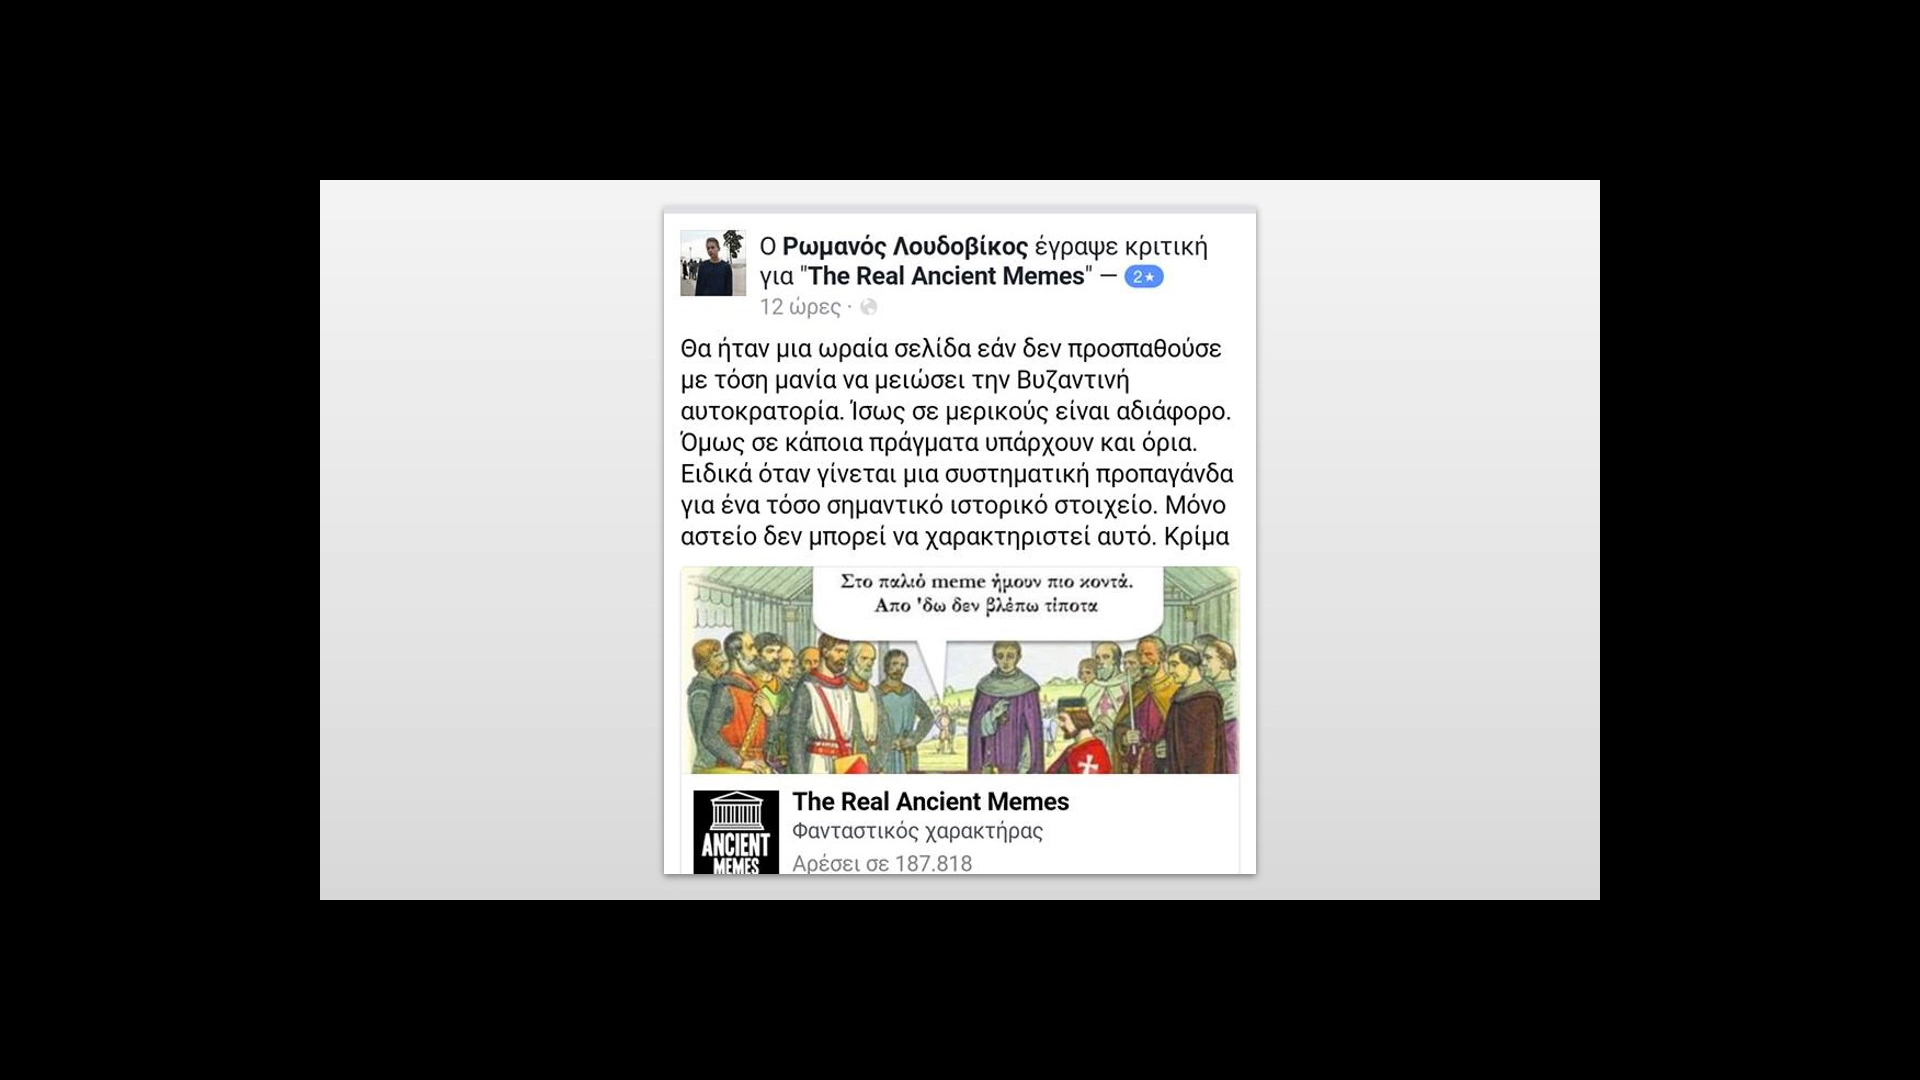 Ο Ρωμανός Λουδοβίκος έγραψε κριτική
για "The Real Ancient Memes" — 2★
12 ώρες ·
Θα ήταν μια ωραία σελίδα εάν δεν προσπαθούσε
με τόση μανία να μειώσει την Βυζαντινή
αυτοκρατορία. Ίσως σε μερικούς είναι αδιάφορο.
Όμως σε κάποια πράγματα υπάρχουν και όρια.
Ειδικά όταν γίνεται μια συστηματική προπαγάνδα
για ένα τόσο σημαντικό ιστορικό στοιχείο. Μόνο
αστείο δεν μπορεί να χαρακτηριστεί αυτό. Κρίμα
Στο παλιό meme ήμουν πιο κοντά.
Απο 'δω δεν βλέπω τίποτα
The Real Ancient Memes
Φανταστικός χαρακτήρας
Αρέσει σε 187.818
ANCIENT
MEMES